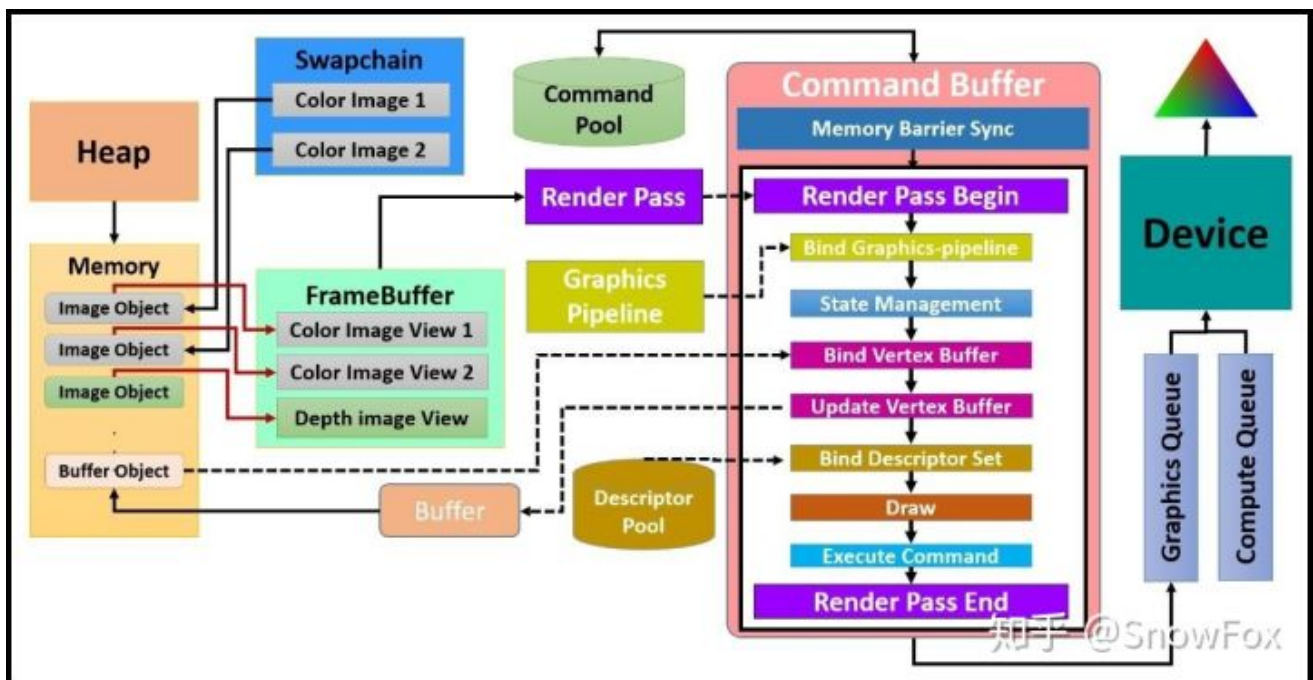 Swapchain
Color Image 1
Color Image 2
Heap
Memory
Image Object
Image Object
Image Object
.
.
Buffer Object
FrameBuffer
Color Image View 1
Color Image View 2
Depth image View
Buffer
Command
Pool
Render Pass
Graphics
Pipeline
Descriptor
Pool
Command Buffer
Memory Barrier Sync
Render Pass Begin
Bind Graphics-pipeline
State Management
Bind Vertex Buffer
Update Vertex Buffer
Bind Descriptor Set
Draw
Execute Command
Render Pass End
Device
Graphics Queue
Compute Queue
知乎 @SnowFox